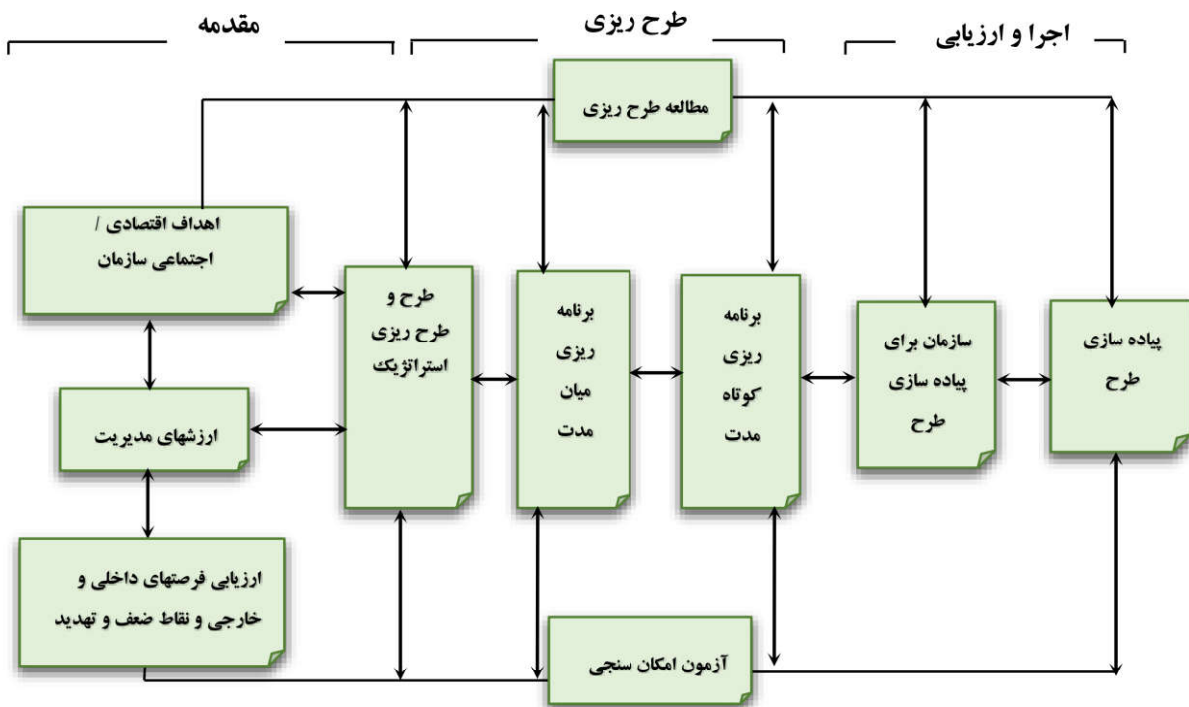 مقدمه
طرح ریزی
اجرا و ارزیابی
مطالعه طرح ریزی
اهداف اقتصادی /
اجتماعی سازمان
ارزشهای مدیریت
ارزیابی فرصتهای داخلی و
خارجی و نقاط ضعف و تهدید
طرح و
طرح ریزی
استراتژیک
برنامه
ریزی
میان
مدت
برنامه
ریزی
کوتاه
مدت
سازمان برای
پیاده سازی
طرح
پیاده سازی
طرح
آزمون امکان سنجی